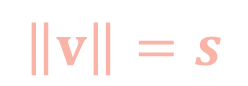 ‖v‖ = s